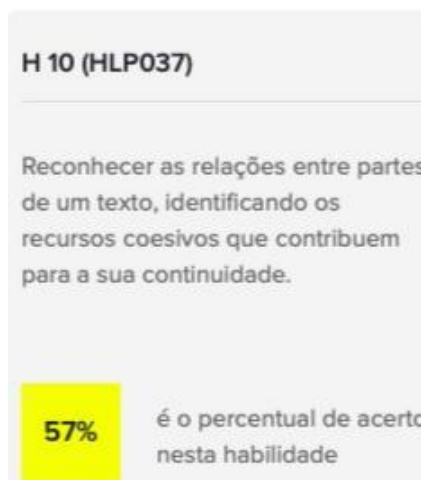 H 10 (HLP037)
Reconhecer as relações entre partes
de um texto, identificando os
recursos coesivos que contribuem
para a sua continuidade.
57%
é o percentual de acerto
nesta habilidade